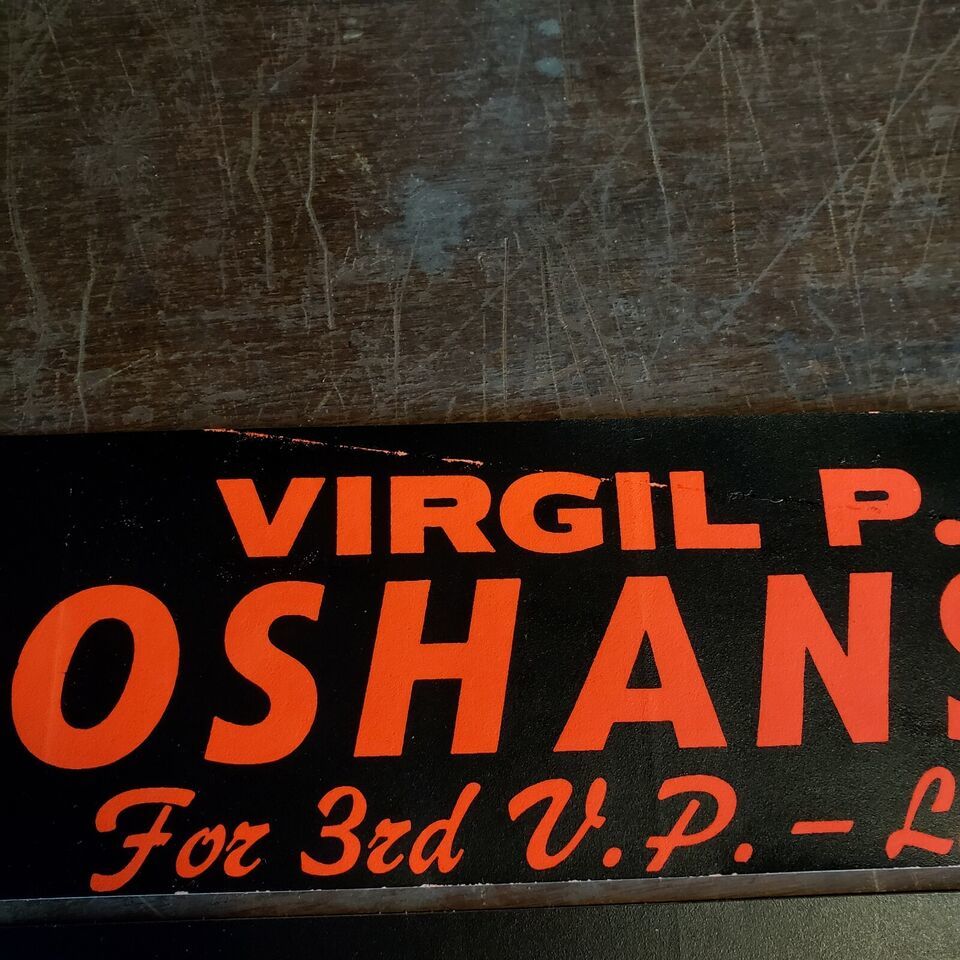 VIRGIL P.
OSHANS
For 3rd V.P. – L